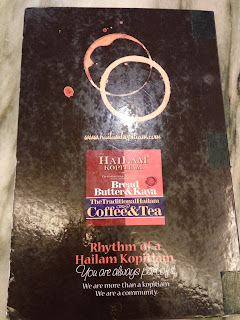 www.hailamkopitiam.com
HAILAM
KOPITIAM
Bread
Butter&Kaya
The Traditional Hailam
Coffee&Tea
Rhythm of a
Hailam Kopitiam
You are always part of it
We are more than a kopitiam
We are a community.